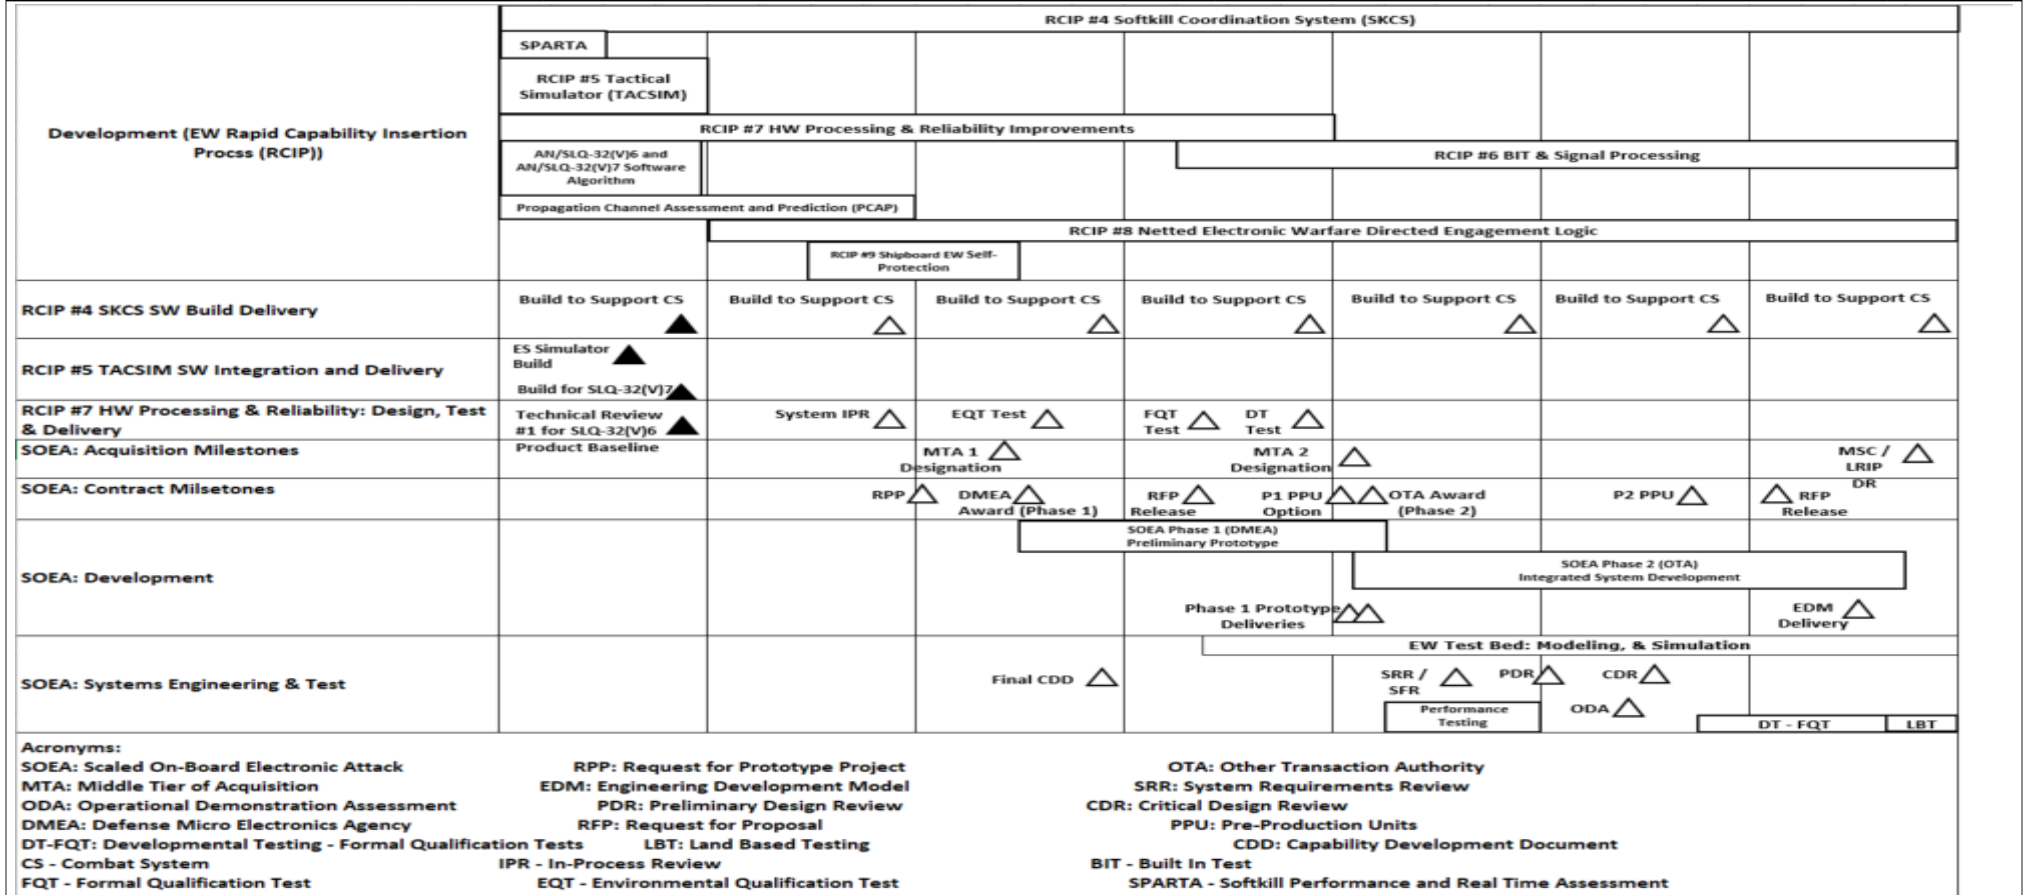 RCIP #4 Softkill Coordination System (SKCS)
SPARTA
RCIP #5 Tactical
Simulator (TACSIM)
Development (EW Rapid Capability Insertion
Procss (RCIP))
RCIP #7 HW Processing & Reliability Improvements
AN/SLQ-32(V)6 and
AN/SLQ-32(V)7 Software
Algorithm
RCIP #6 BIT & Signal Processing
Propagation Channel Assessment and Prediction (PCAP)
RCIP #8 Netted Electronic Warfare Directed Engagement Logic
RCIP #9 Shipboard EW Self-
Protection
RCIP #4 SKCS SW Build Delivery
Build to Support CS
Build to Support CS
Build to Support CS
Build to Support CS
Build to Support CS
Build to Support CS
Build to Support CS
RCIP #5 TACSIM SW Integration and Delivery
ES Simulator
Build
Build for SLQ-32(V)7
RCIP #7 HW Processing & Reliability: Design, Test
& Delivery
Technical Review
#1 for SLQ-32(V)6
Product Baseline
System IPR
EQT Test
FQT
Test
DT
Test
SOEA: Acquisition Milestones
MTA 1
Designation
MTA 2
Designation
MSC /
LRIP
DR
SOEA: Contract Milsetones
RPP
DMEA
Award (Phase 1)
RFP
Release
P1 PPU
Option
OTA Award
(Phase 2)
P2 PPU
RFP
Release
SOEA: Development
SOEA Phase 1 (DMEA)
Preliminary Prototype
SOEA Phase 2 (OTA)
Integrated System Development
Phase 1 Prototype
Deliveries
EDM
Delivery
SOEA: Systems Engineering & Test
EW Test Bed: Modeling, & Simulation
Final CDD
SRR /
SFR
PDR
CDR
Performance
Testing
ODA
DT - FQT
LBT
Acronyms:
SOEA: Scaled On-Board Electronic Attack RPP: Request for Prototype Project OTA: Other Transaction Authority
MTA: Middle Tier of Acquisition EDM: Engineering Development Model SRR: System Requirements Review
ODA: Operational Demonstration Assessment PDR: Preliminary Design Review CDR: Critical Design Review
DMEA: Defense Micro Electronics Agency RFP: Request for Proposal PPU: Pre-Production Units
DT-FQT: Developmental Testing - Formal Qualification Tests LBT: Land Based Testing CDD: Capability Development Document
CS - Combat System IPR - In-Process Review BIT - Built In Test
FQT - Formal Qualification Test EQT - Environmental Qualification Test SPARTA - Softkill Performance and Real Time Assessment